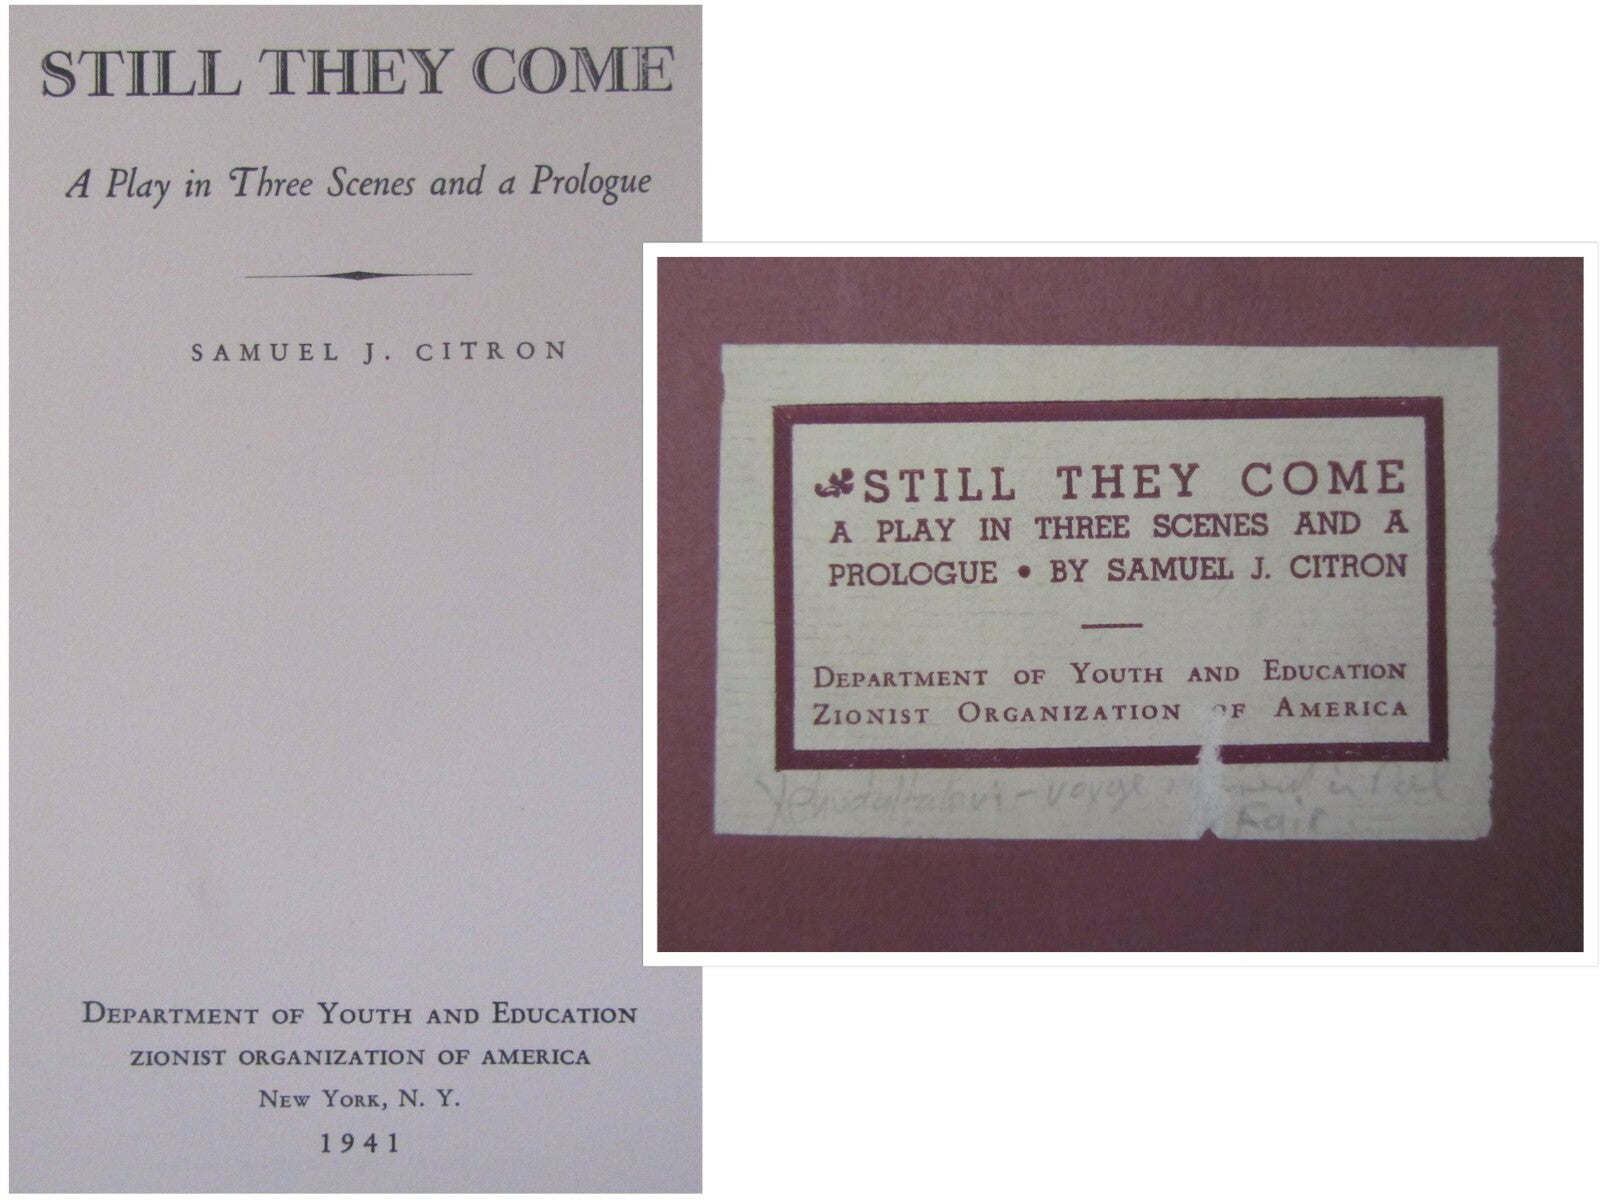 STILL THEY COME
A Play in Three Scenes and a Prologue
SAMUEL J. CITRON
DEPARTMENT OF YOUTH AND EDUCATION
ZIONIST ORGANIZATION OF AMERICA
NEW YORK, N. Y.
1941
STILL THEY COME
A PLAY IN THREE SCENES AND A
PROLOGUE • BY SAMUEL J. CITRON
DEPARTMENT OF YOUTH AND EDUCATION
ZIONIST ORGANIZATION OF AMERICA
in
Fair